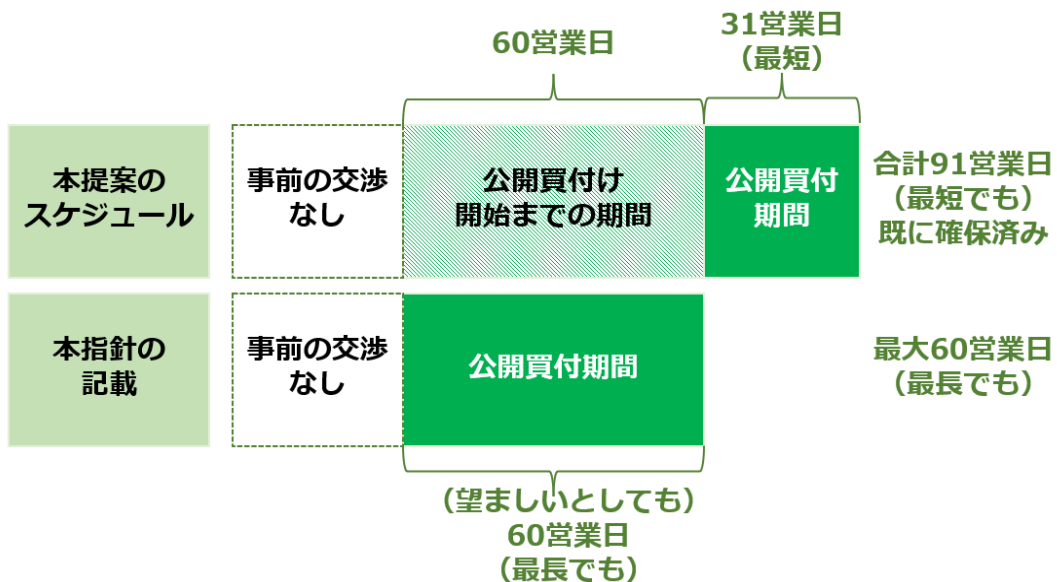 60営業日
31営業日
（最短）
本提案の
スケジュール
事前の交渉
なし
公開買付け
開始までの期間
公開買付
期間
合計91営業日
（最短でも）
既に確保済み
本指針の
記載
事前の交渉
なし
公開買付期間
最大60営業日
（最長でも）
（望ましいとしても）
60営業日
（最長でも）